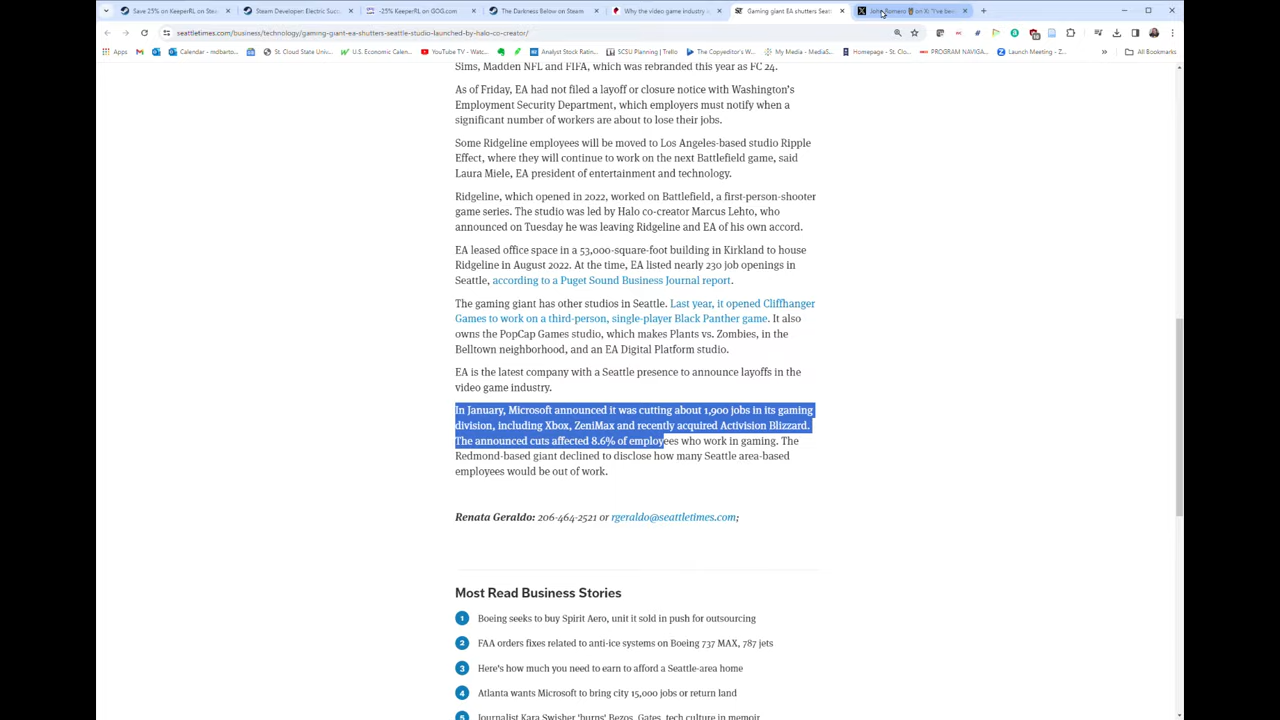 Save 25% on KeeperRL on Stea
Steam Developer: Electric Suc
-25% KeeperRL on GOG.com
The Darkness Below on Steam
Why the video game industry
Gaming giant EA shutters Seatt
John Romero on X: "I've be
seattletimes.com/business/technology/gaming-giant-ea-shutters-seattle-studio-launched-by-halo-co-creator/
Apps
Gmail
Calendar - mdbarto...
St. Cloud State Univ...
U.S. Economic Calen...
YouTube TV - Watc...
Analyst Stock Ratin...
SCSU Planning | Trello
The Copyeditor's W...
My Media - MediaS...
Homepage - St. Clo...
PROGRAM NAVIGA...
Launch Meeting - Z...
All Bookmarks
Sims, Madden NFL and FIFA, which was rebranded this year as FC 24.
As of Friday, EA had not filed a layoff or closure notice with Washington's
Employment Security Department, which employers must notify when a
significant number of workers are about to lose their jobs.
Some Ridgeline employees will be moved to Los Angeles-based studio Ripple
Effect, where they will continue to work on the next Battlefield game, said
Laura Miele, EA president of entertainment and technology.
Ridgeline, which opened in 2022, worked on Battlefield, a first-person-shooter
game series. The studio was led by Halo co-creator Marcus Lehto, who
announced on Tuesday he was leaving Ridgeline and EA of his own accord.
EA leased office space in a 53,000-square-foot building in Kirkland to house
Ridgeline in August 2022. At the time, EA listed nearly 230 job openings in
Seattle, according to a Puget Sound Business Journal report.
The gaming giant has other studios in Seattle. Last year, it opened Cliffhanger
Games to work on a third-person, single-player Black Panther game. It also
owns the PopCap Games studio, which makes Plants vs. Zombies, in the
Belltown neighborhood, and an EA Digital Platform studio.
EA is the latest company with a Seattle presence to announce layoffs in the
video game industry.
In January, Microsoft announced it was cutting about 1,900 jobs in its gaming
division, including Xbox, ZeniMax and recently acquired Activision Blizzard.
The announced cuts affected 8.6% of employees who work in gaming. The
Redmond-based giant declined to disclose how many Seattle area-based
employees would be out of work.
Renata Geraldo: 206-464-2521 or rgeraldo@seattletimes.com;
Most Read Business Stories
1 Boeing seeks to buy Spirit Aero, unit it sold in push for outsourcing
2 FAA orders fixes related to anti-ice systems on Boeing 737 MAX, 787 jets
3 Here's how much you need to earn to afford a Seattle-area home
4 Atlanta wants Microsoft to bring city 15,000 jobs or return land
5 Journalist Kara Swisher 'burns' Bezos, Gates, tech culture in memoir